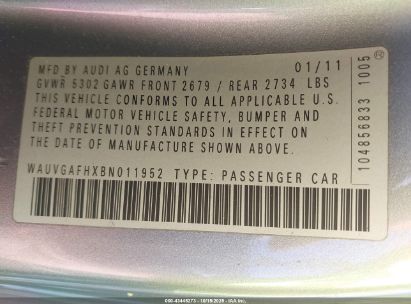 MFD BY AUDI AG GERMANY 01/11
GVWR 5302 GAWR FRONT 2679 / REAR 2734 LBS
THIS VEHICLE CONFORMS TO ALL APPLICABLE U.S.
FEDERAL MOTOR VEHICLE SAFETY, BUMPER AND
THEFT PREVENTION STANDARDS IN EFFECT ON
THE DATE OF MANUFACTURE SHOWN ABOVE.
WAUVGAFHXBN011952 TYPE: PASSENGER CAR
104856833 1005 ®